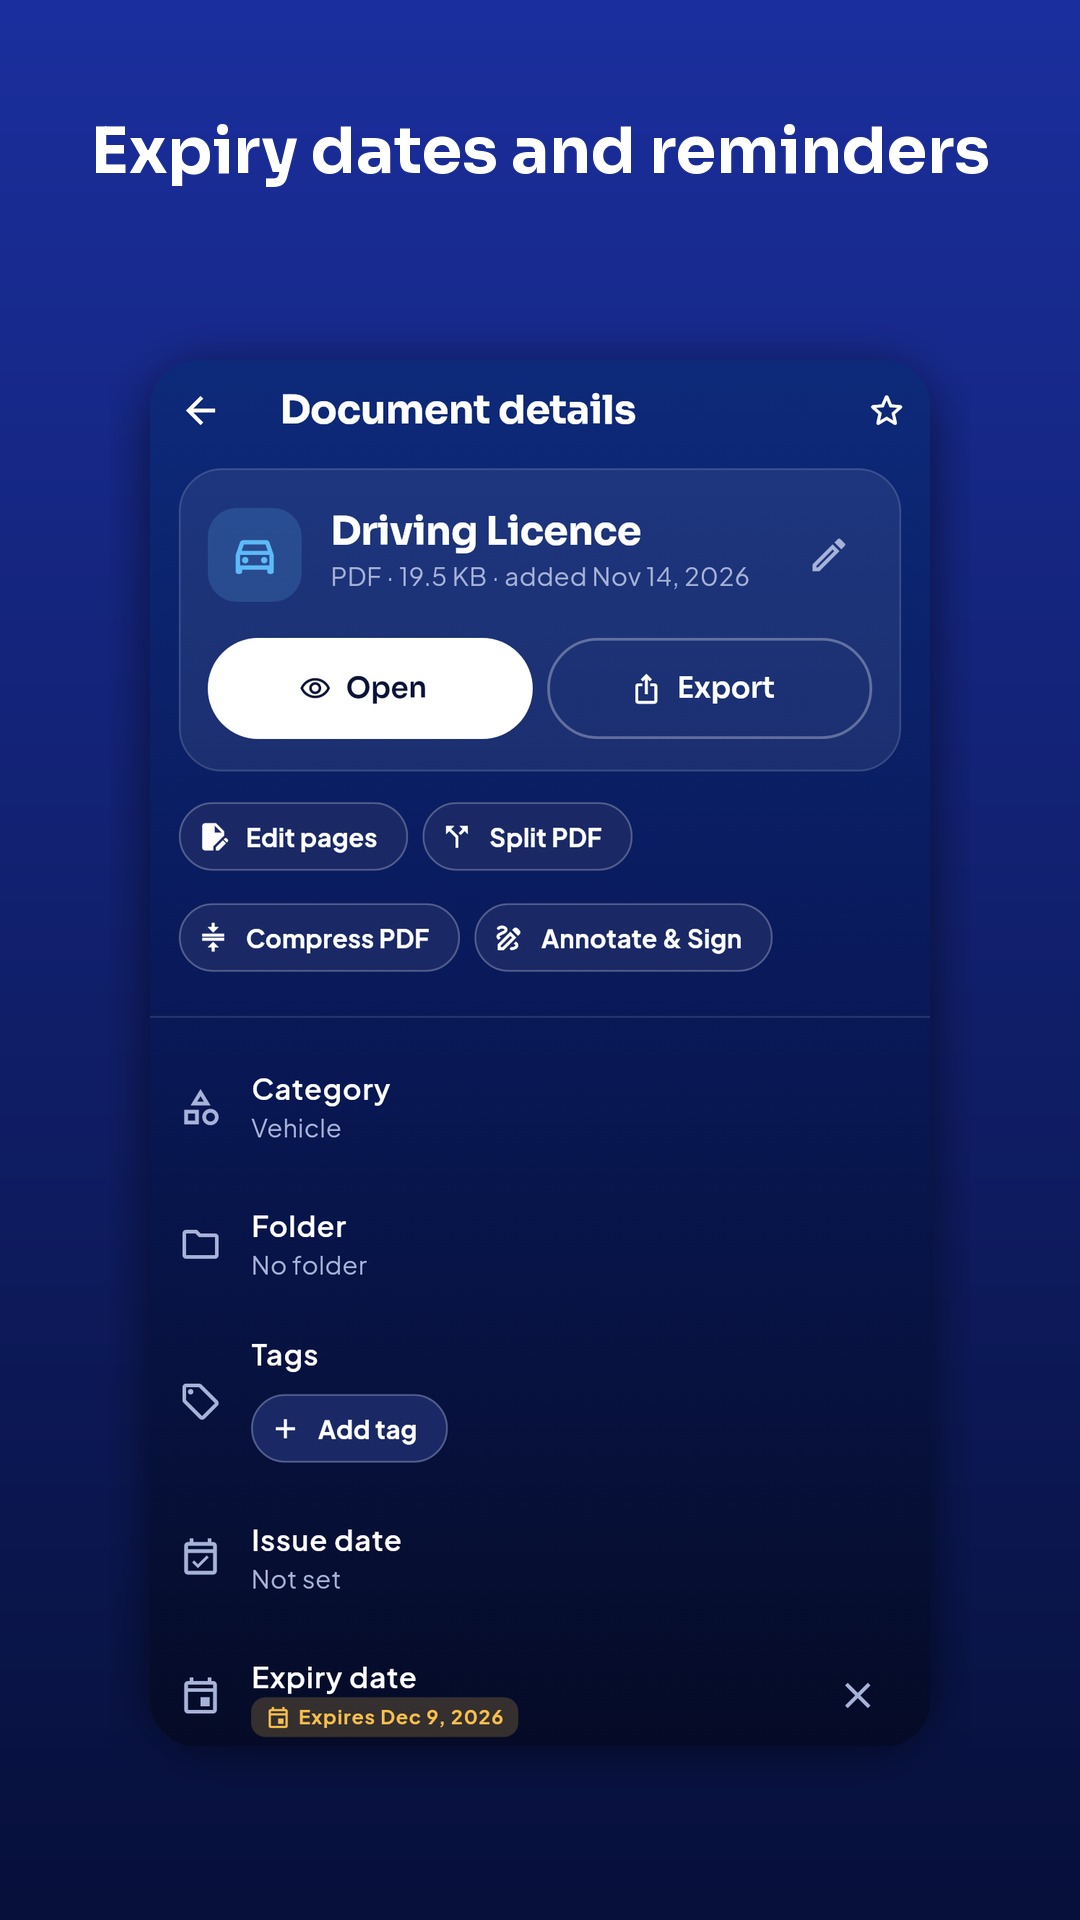 Expiry dates and reminders
Document details
Driving Licence
PDF · 19.5 KB · added Nov 14, 2026
Open
Export
Edit pages
Split PDF
Compress PDF
Annotate & Sign
Category
Vehicle
Folder
No folder
Tags
Add tag
Issue date
Not set
Expiry date
Expires Dec 9, 2026